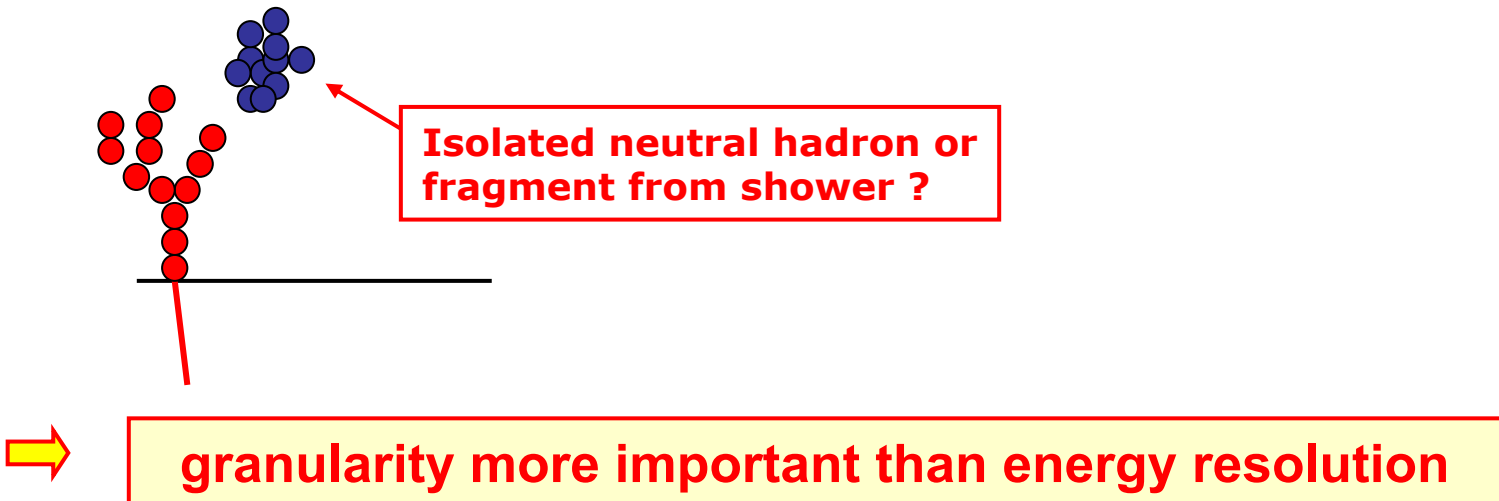 Isolated neutral hadron or
fragment from shower ?
granularity more important than energy resolution